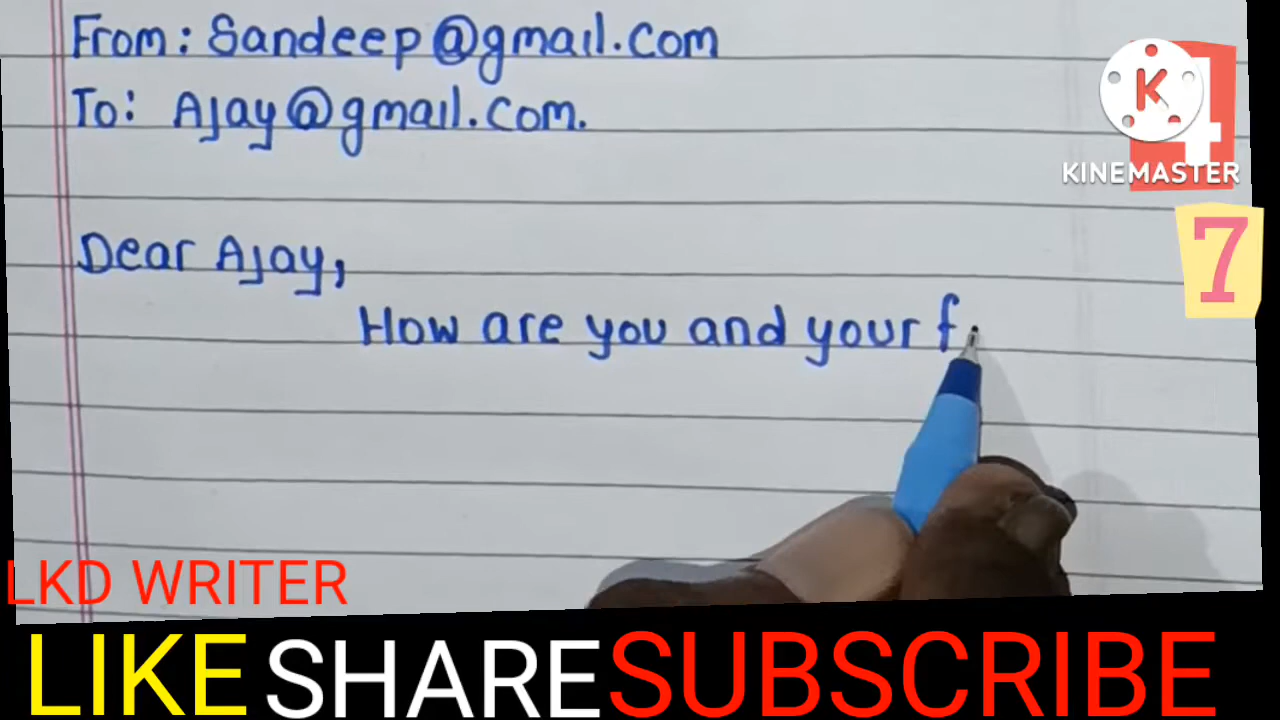 From: Sandeep@gmail.com
To: Ajay@gmail.com.
Dear Ajay,
How are you and your f
K
4
KINEMASTER
7
LKD WRITER
LIKE SHARE SUBSCRIBE